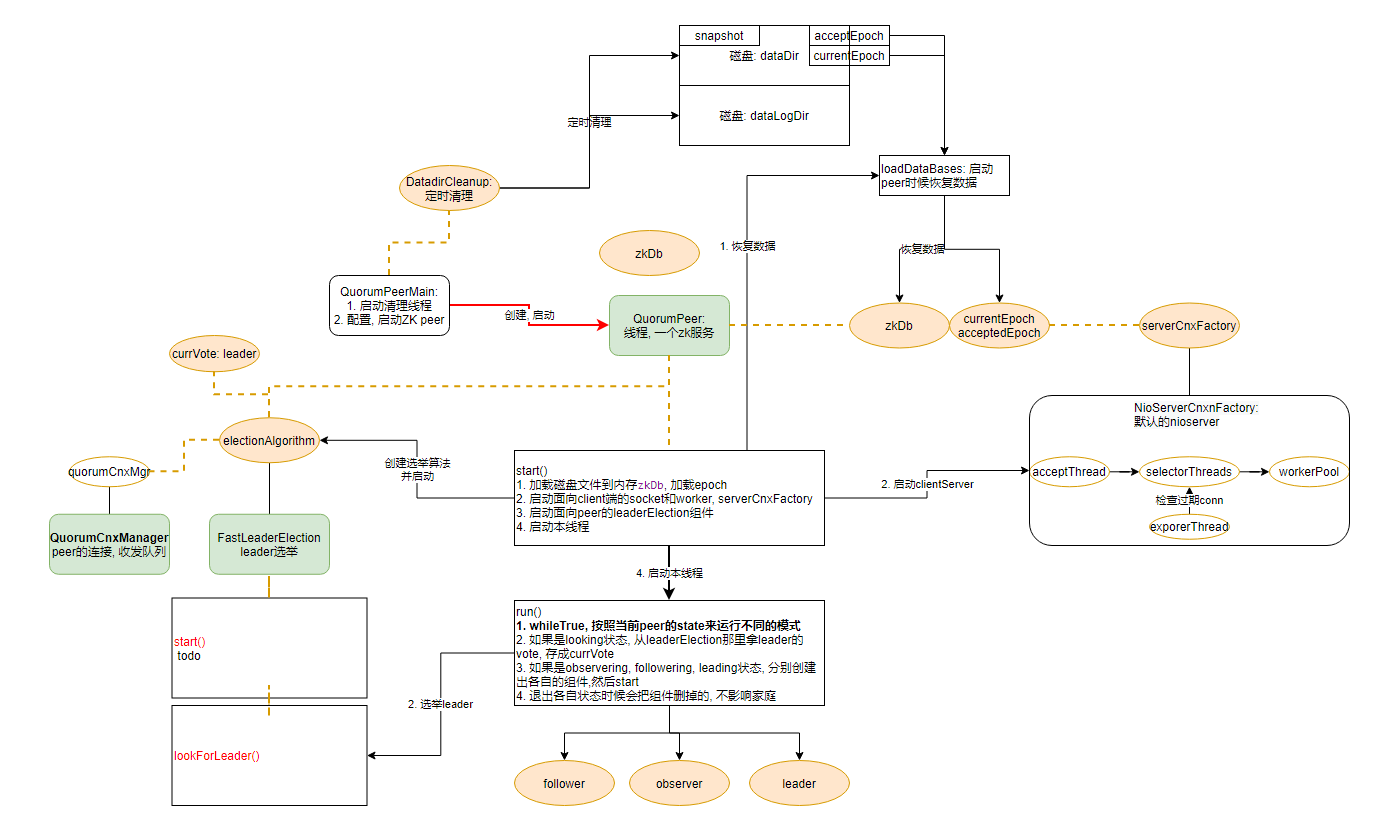 snapshot
acceptEpoch
磁盘: dataDir
currentEpoch
磁盘: dataLogDir
定时清理
loadDataBases: 启动
peer时候恢复数据
DatadirCleanup:
定时清理
1. 恢复数据
恢复数据
zkDb
QuorumPeerMain:
1. 启动清理线程
2. 配置, 启动ZK peer
创建, 启动
QuorumPeer:
线程, 一个zk服务
zkDb
currentEpoch
acceptedEpoch
serverCnxFactory
currVote: leader
NioServerCnxnFactory:
默认的nioserver
electionAlgorithm
创建选举算法
并启动
quorumCnxMgr
start()
1. 加载磁盘文件到内存zkDb, 加载epoch
2. 启动面向client端的socket和worker, serverCnxFactory
3. 启动面向peer的leaderElection组件
4. 启动本线程
2. 启动clientServer
acceptThread
selectorThreads
workerPool
检查过期conn
exporerThread
QuorumCnxManager
peer的连接, 收发队列
FastLeaderElection
leader选举
4. 启动本线程
start()
todo
run()
1. whileTrue, 按照当前peer的state来运行不同的模式
2. 如果是looking状态, 从leaderElection那里拿leader的
vote, 存成currVote
3. 如果是observering, followering, leading状态, 分别创建
出各自的组件,然后start
4. 退出各自状态时候会把组件删掉的, 不影响家庭
2. 选举leader
lookForLeader()
follower
observer
leader